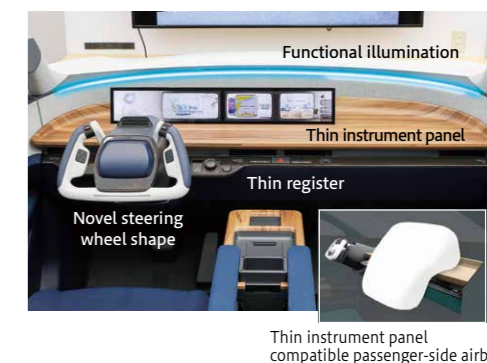 Functional illumination
Thin instrument panel
Thin register
Novel steering
wheel shape
Thin instrument panel
compatible passenger-side airb